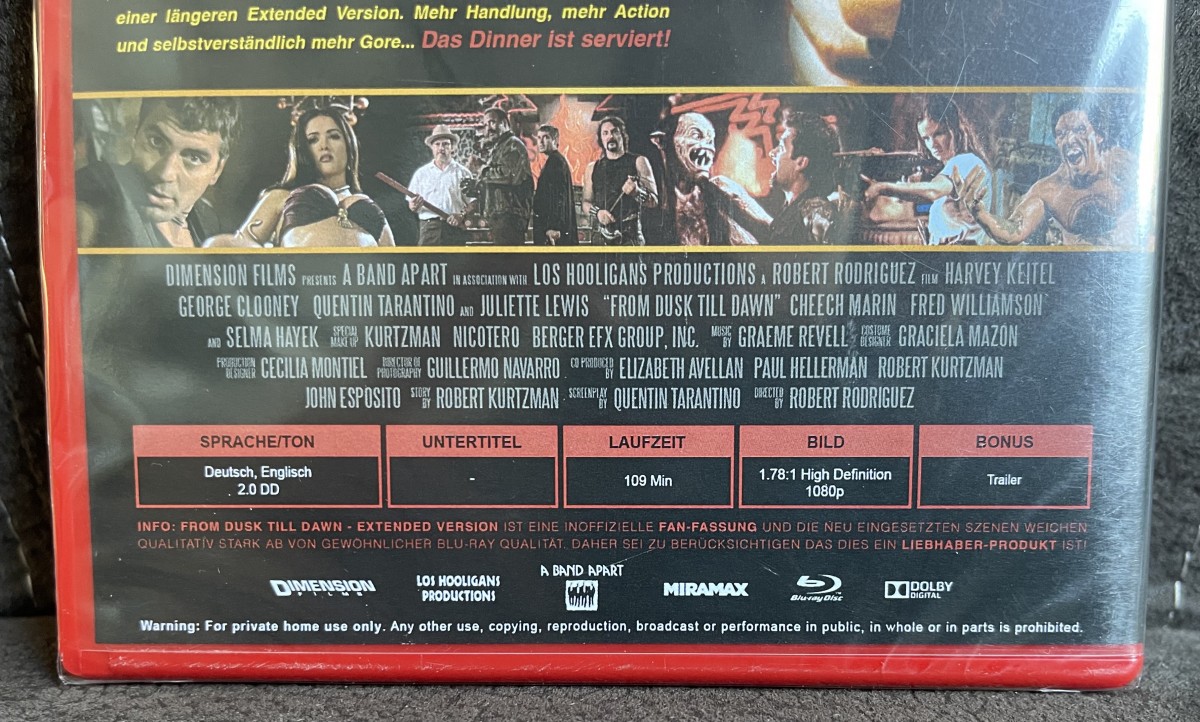 einer längeren Extended Version. Mehr Handlung, mehr Action
und selbstverständlich mehr Gore... Das Dinner ist serviert!
DIMENSION FILMS PRESENTS A BAND APART IN ASSOCIATION WITH LOS HOOLIGANS PRODUCTIONS A ROBERT RODRIGUEZ FILM HARVEY KEITEL
GEORGE CLOONEY QUENTIN TARANTINO AND JULIETTE LEWIS "FROM DUSK TILL DAWN" CHEECH MARIN FRED WILLIAMSON
AND SELMA HAYEK SPECIAL MAKE-UP KURTZMAN NICOTERO BERGER EFX GROUP, INC. MUSIC BY GRAEME REVELL COSTUME DESIGNER GRACIELA MAZÓN
PRODUCTION DESIGNER CECILIA MONTIEL DIRECTOR OF PHOTOGRAPHY GUILLERMO NAVARRO CO PRODUCED BY ELIZABETH AVELLAN PAUL HELLERMAN ROBERT KURTZMAN
JOHN ESPOSITO STORY BY ROBERT KURTZMAN SCREENPLAY BY QUENTIN TARANTINO DIRECTED BY ROBERT RODRIGUEZ
SPRACHE/TON UNTERTITEL LAUFZEIT BILD BONUS
Deutsch, Englisch - 109 Min 1.78:1 High Definition Trailer
2.0 DD 1080p
INFO: FROM DUSK TILL DAWN - EXTENDED VERSION IST EINE INOFFIZIELLE FAN-FASSUNG UND DIE NEU EINGESETZTEN SZENEN WEICHEN
QUALITATIV STARK AB VON GEWÖHNLICHER BLU-RAY QUALITÄT. DAHER SEI ZU BERÜCKSICHTIGEN DAS DIES EIN LIEBHABER-PRODUKT IST!
DIMENSION FILMS
LOS HOOLIGANS
PRODUCTIONS
A BAND APART
MIRAMAX
Blu-ray Disc
DOLBY
DIGITAL
Warning: For private home use only. Any other use, copying, reproduction, broadcast or performance in public, in whole or in parts is prohibited.